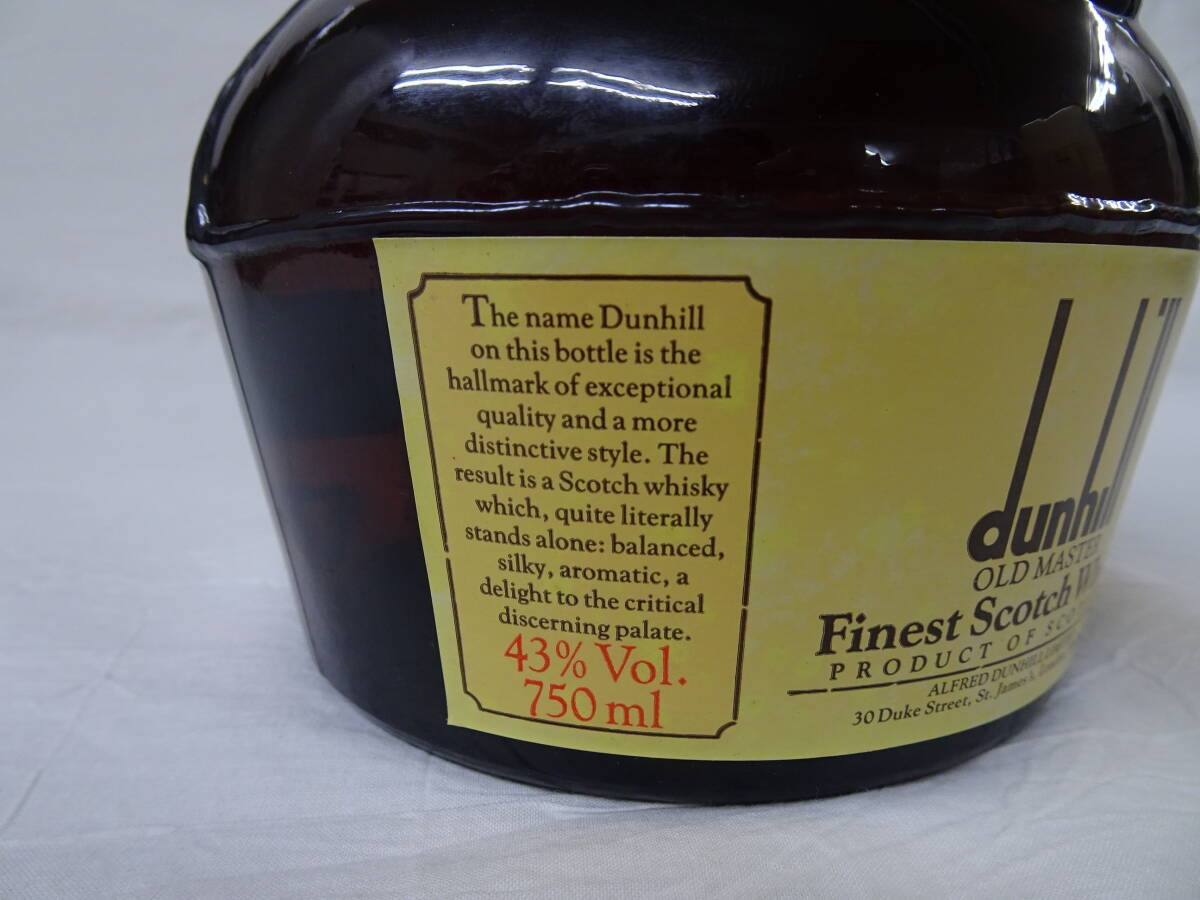 The name Dunhill
on this bottle is the
hallmark of exceptional
quality and a more
distinctive style. The
result is a Scotch whisky
which, quite literally
stands alone: balanced,
silky, aromatic, a
delight to the critical
discerning palate.
43% Vol.
750 ml
dunhill
OLD MASTER
Finest Scotch
PRODUCT OF
ALFRED DUNHILL
30 Duke Street, St. James's,